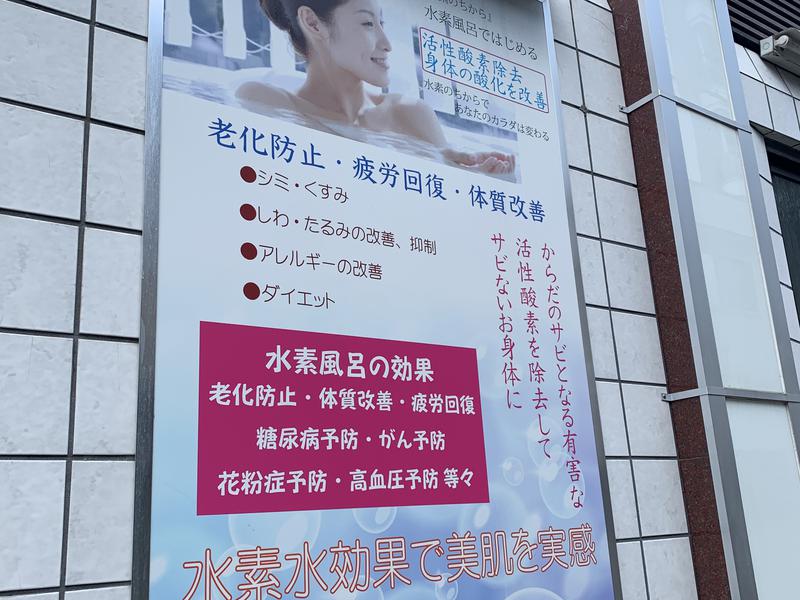 水素風呂ではじめる
活性酸素除去
身体の酸化を改善
水素のちからで
あなたのカラダは変わる
老化防止・疲労回復・体質改善
●シミ・くすみ
●しわ・たるみの改善、抑制
●アレルギーの改善
●ダイエット
からだのサビとなる有害な
活性酸素を除去して
サビないお身体に
水素風呂の効果
老化防止・体質改善・疲労回復
糖尿病予防・がん予防
花粉症予防・高血圧予防 等々
水素水効果で美肌を実感